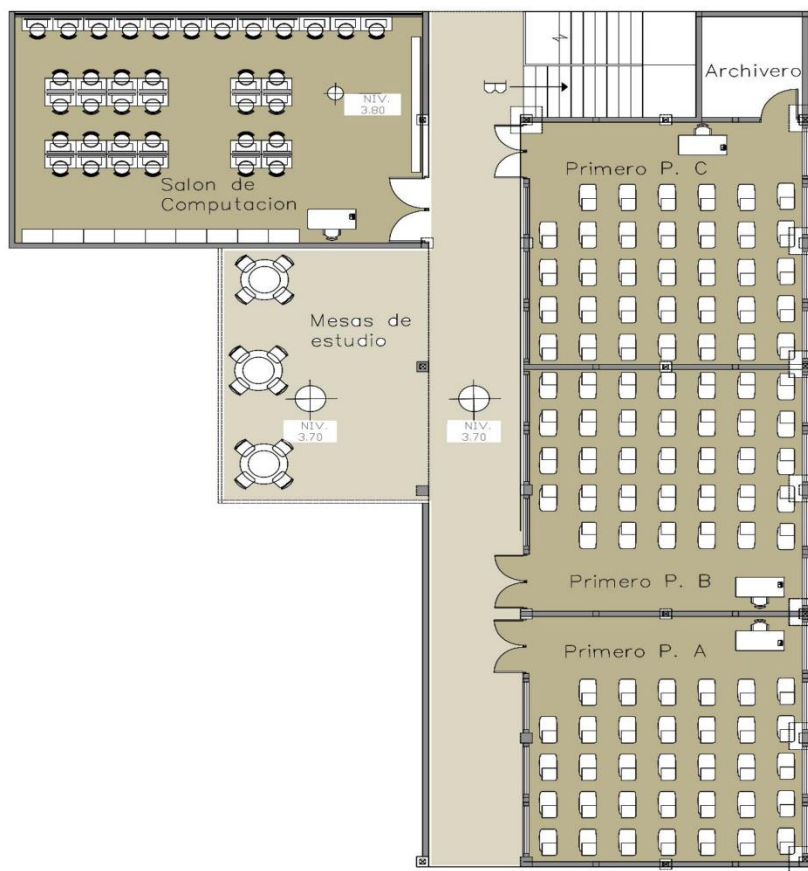 Archivero
NIV.
3.80
Primero P. C
Salon de
Computacion
Mesas de
estudio
NIV.
3.70
NIV.
3.70
Primero P. B
Primero P. A